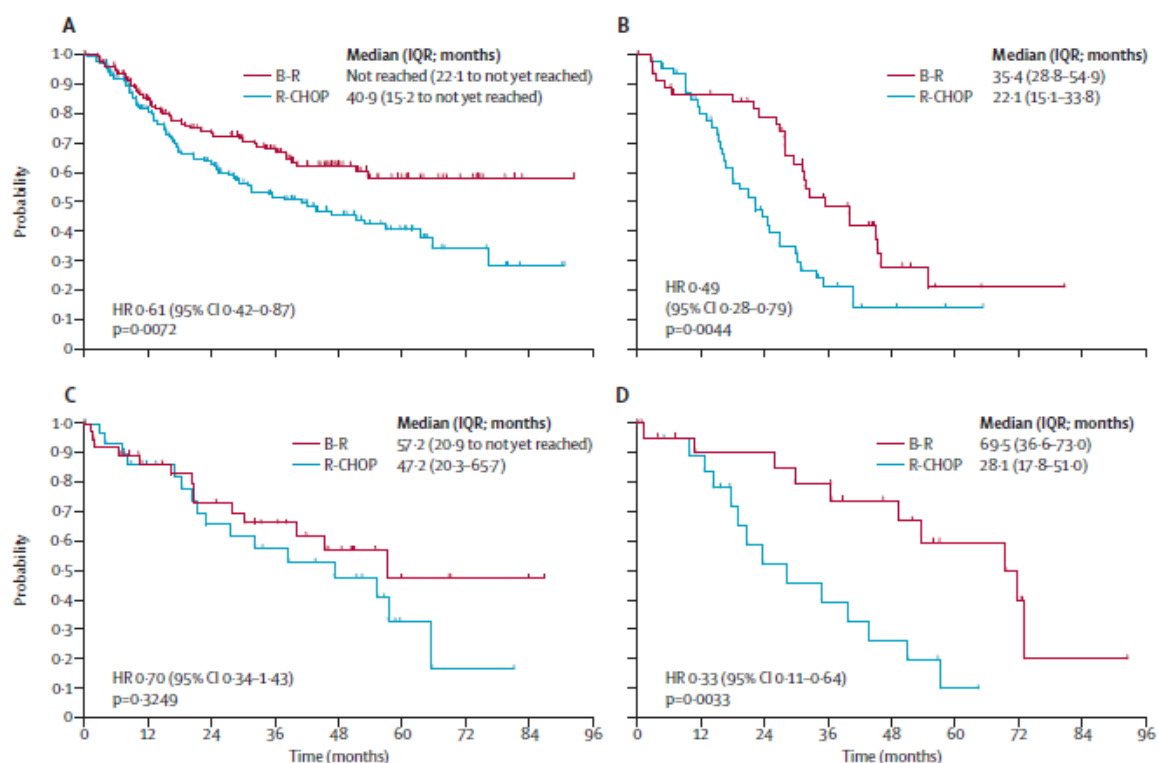 A
Median (IQR; months)
B-R Not reached (22·1 to not yet reached)
R-CHOP 40·9 (15·2 to not yet reached)
1·0
0·9
0·8
0·7
0·6
0·5
0·4
0·3
0·2
0·1
0
Probability
HR 0·61 (95% CI 0·42–0·87)
p=0·0072
B
Median (IQR; months)
B-R 35·4 (28·8–54·9)
R-CHOP 22·1 (15·1–33·8)
HR 0·49
(95% CI 0·28–0·79)
p=0·0044
C
Median (IQR; months)
B-R 57·2 (20·9 to not yet reached)
R-CHOP 47·2 (20·3–65·7)
1·0
0·9
0·8
0·7
0·6
0·5
0·4
0·3
0·2
0·1
0
Probability
HR 0·70 (95% CI 0·34–1·43)
p=0·3249
0 12 24 36 48 60 72 84 96
Time (months)
D
Median (IQR; months)
B-R 69·5 (36·6–73·0)
R-CHOP 28·1 (17·8–51·0)
HR 0·33 (95% CI 0·11–0·64)
p=0·0033
0 12 24 36 48 60 72 84 96
Time (months)